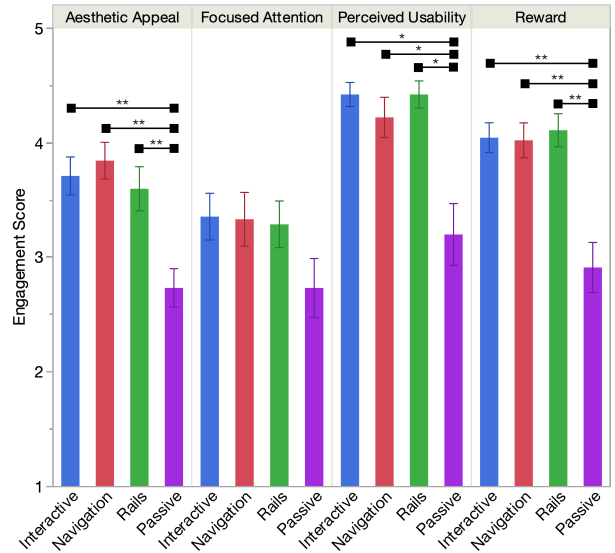 Aesthetic Appeal Focused Attention Perceived Usability Reward
5
4
3
2
1
Engagement Score
** ** **
* * *
** ** **
Interactive Navigation Rails Passive Interactive Navigation Rails Passive Interactive Navigation Rails Passive Interactive Navigation Rails Passive